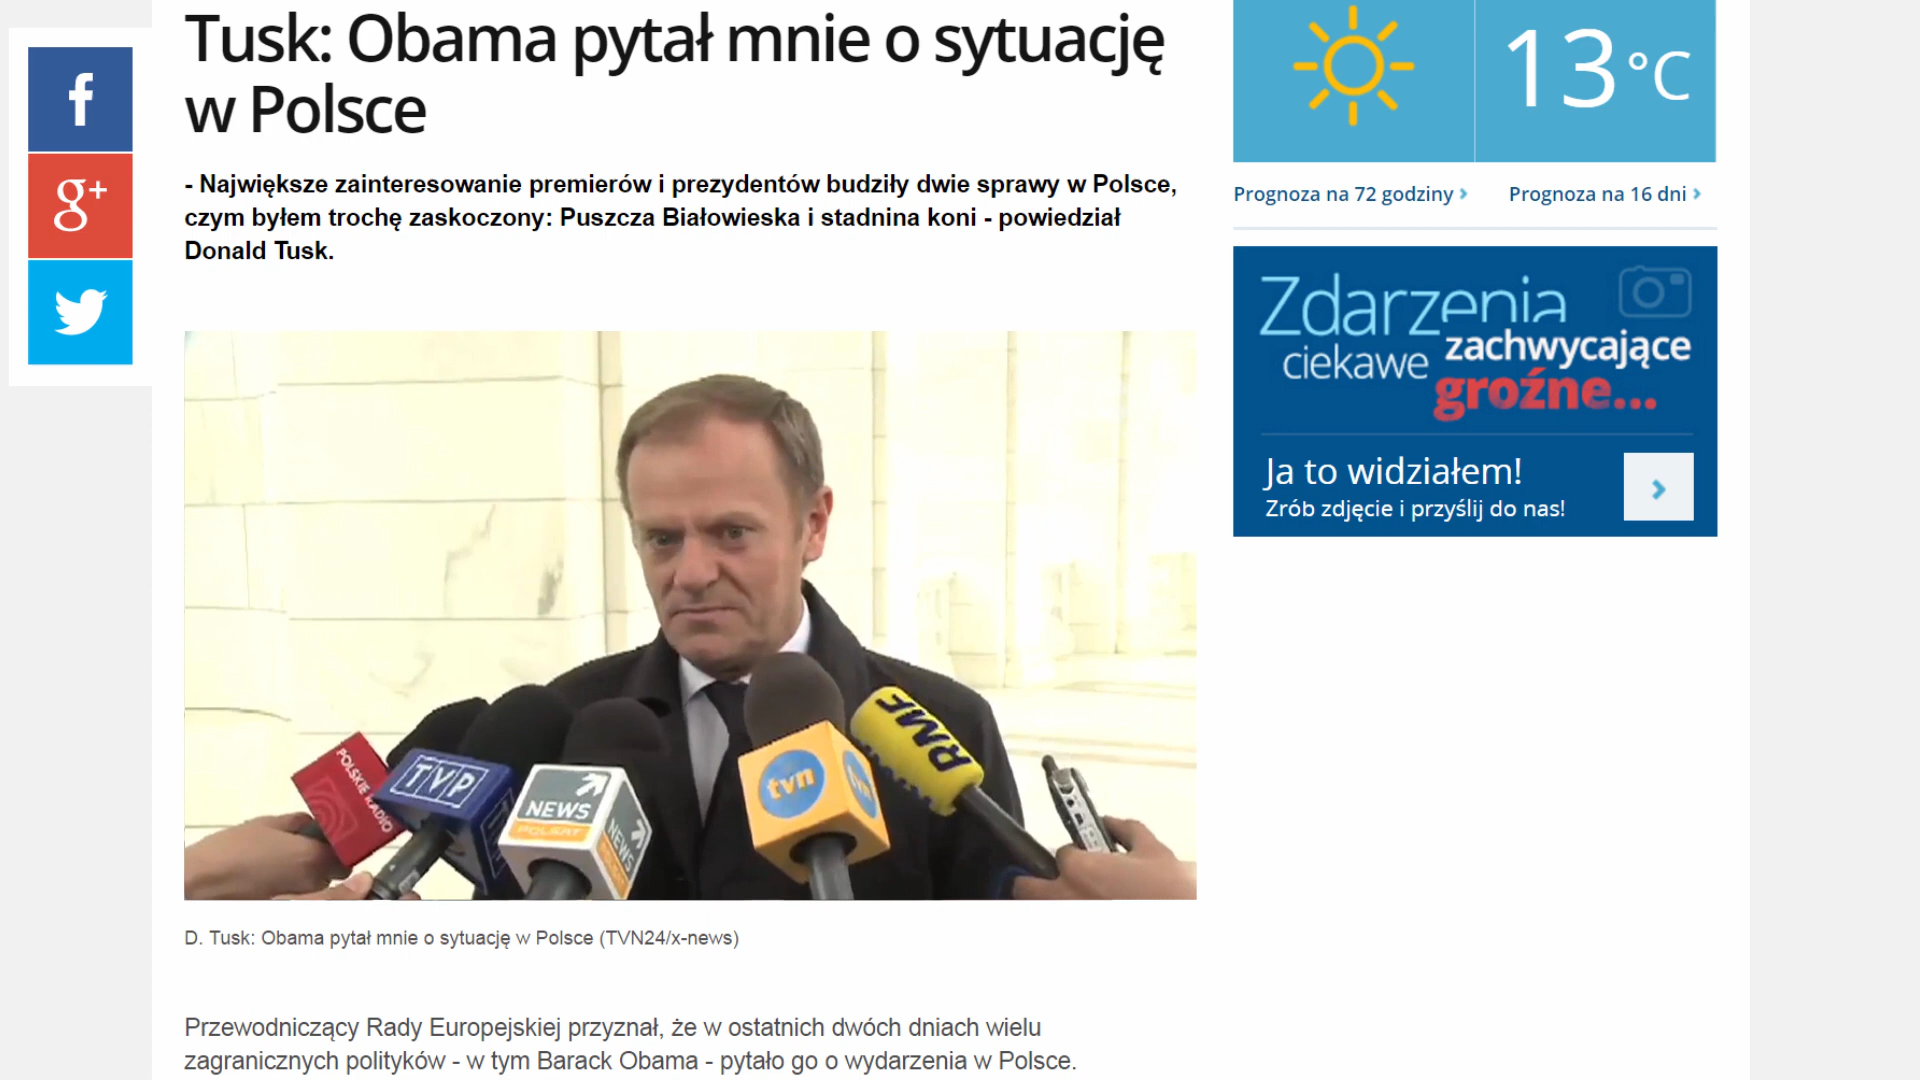 Tusk: Obama pytał mnie o sytuację
w Polsce
- Największe zainteresowanie premierów i prezydentów budziły dwie sprawy w Polsce,
czym byłem trochę zaskoczony: Puszcza Białowieska i stadnina koni - powiedział
Donald Tusk.
POLSKIE RADIO
TVP
NEWS
POLSAT
NEWS
tvn
tvn
RMF
D. Tusk: Obama pytał mnie o sytuację w Polsce (TVN24/x-news)
Przewodniczący Rady Europejskiej przyznał, że w ostatnich dwóch dniach wielu
zagranicznych polityków - w tym Barack Obama - pytało go o wydarzenia w Polsce.
13 °C
Prognoza na 72 godziny
Prognoza na 16 dni
Zdarzenia
ciekawe zachwycające
groźne...
Ja to widziałem!
Zrób zdjęcie i przyślij do nas!
f
g+